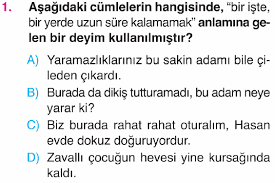 1. Aşağıdaki cümlelerin hangisinde, "bir işte,
bir yerde uzun süre kalamamak" anlamına ge-
len bir deyim kullanılmıştır?
A) Yaramazlıklarınız bu sakin adamı bile çi-
leden çıkardı.
B) Burada da dikiş tutturamadı, bu adam neye
yarar ki?
C) Biz burada rahat rahat oturalım, Hasan
evde dokuz doğuruyordur.
D) Zavallı çocuğun hevesi yine kursağında
kaldı.